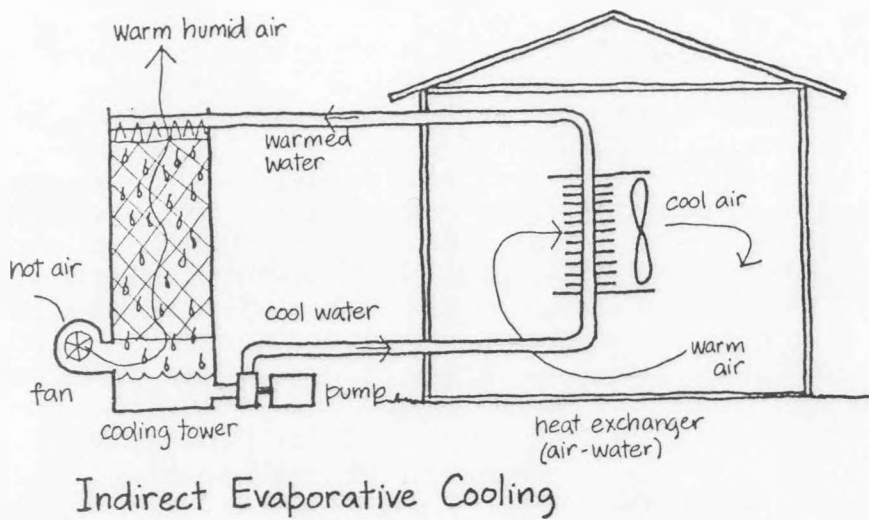 warm humid air
warmed
water
cool air
hot air
cool water
warm
air
fan
pump
cooling tower
heat exchanger
(air-water)
Indirect Evaporative Cooling